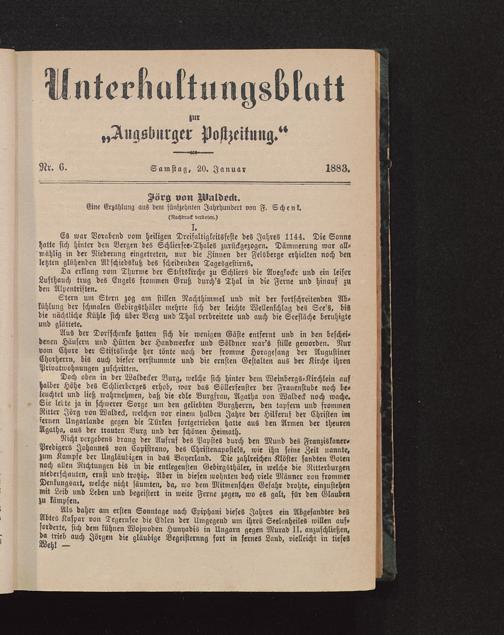 Unterhaltungsblatt
zur
„Augsburger Postzeitung.“
Nr. 6. Samstag, 20. Januar 1883.
Jörg von Waldeck.
Eine Erzählung aus dem fünfzehnten Jahrhundert von F. Schenk.
(Nachdruck verboten.)
I.
Es war Vorabend vom heiligen Dreifaltigkeitsfeste des Jahres 1144. Die Sonne
hatte sich hinter den Bergen des Schliersee-Thales zurückgezogen. Dämmerung war all-
mählig in der Niederung eingetreten, nur die Zinnen der Felsberge erhielten noch den
letzten glühenden Abschiedskuß des scheidenden Tagesgestirns.
Da erklang vom Thurme der Stiftskirche zu Schliers die Aveglocke und ein leiser
Lufthauch trug des Engels frommen Gruß durch's Thal in die Ferne und hinauf zu
den Alpentriften.
Stern um Stern zog am stillen Nachthimmel und mit der fortschreitenden Ab-
kühlung der schmalen Gebirgsthäler mehrte sich der leichte Wellenschlag des See's, bis
die nächtliche Kühle sich über Berg und Thal verbreitete und auch die Seefläche beruhigte
und glättete.
Aus der Dorfschenke hatten sich die wenigen Gäste entfernt und in den beschei-
denen Häusern und Hütten der Handwerker und Söldner war's stille geworden. Nur
vom Chore der Stiftskirche her tönte noch der fromme Horagesang der Augustiner
Chorherrn, bis auch dieser verstummte und die ernsten Gestalten aus der Kirche ihren
Privatwohnungen zuschritten.
Doch oben in der Waldecker Burg, welche sich hinter dem Weinbergs-Kirchlein auf
halber Höhe des Schlierberges erhob, war das Söllerfenster der Frauenstube noch be-
leuchtet und ließ wahrnehmen, daß die edle Burgfrau, Agatha von Waldeck noch wache.
Sie lebte ja in schwerer Sorge um den geliebten Burgherrn, den tapfern und frommen
Ritter Jörg von Waldeck, welchen vor einem halben Jahre der Hilferuf der Christen im
fernen Ungarlande gegen die Türken fortgetrieben hatte aus den Armen der theuren
Agatha, aus der trauten Burg und der schönen Heimath.
Nicht vergebens drang der Aufruf des Papstes durch den Mund des Franziskaner-
Predigers Johannes von Capistrano, des Christenapostels, wie ihn seine Zeit nannte,
zum Kampfe der Ungläubigen in das Bayerland. Die zahlreichen Klöster sandten Boten
nach allen Richtungen bis in die entlegensten Gebirgsthäler, in welche die Ritterburgen
niederschauten, ernst und trotzig. Aber in diesen wohnten doch viele Männer von frommer
Denkungsart, welche nicht säumten, da, wo dem Mitmenschen Gefahr drohte, einzustehen
mit Leib und Leben und begeistert in weite Ferne zogen, wo es galt, für den Glauben
zu kämpfen.
Als daher am ersten Sonntage nach Epiphani dieses Jahres ein Abgesandter des
Abtes Kaspar von Tegernsee die Edlen der Umgegend um ihres Seelenheiles willen auf-
forderte, sich dem kühnen Wojwoden Hunyadis in Ungarn gegen Murad II. anzuschließen,
da trieb auch Jörgen die gläubige Begeisterung fort in fernes Land, vielleicht in tiefes
Weh! —